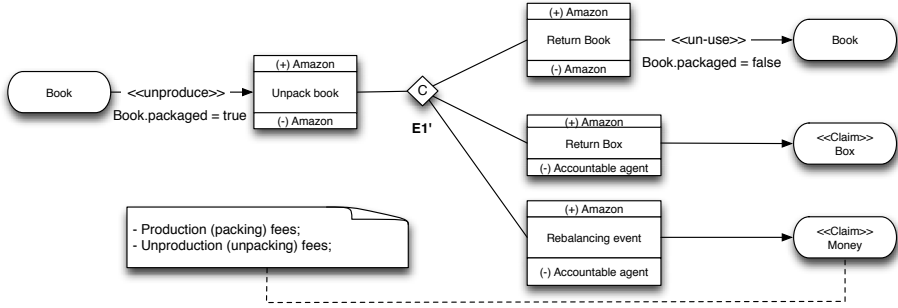 Book
<<unproduce>>
Book.packaged = true
(+) Amazon
Unpack book
(-) Amazon
C
E1'
(+) Amazon
Return Book
(-) Amazon
<<un-use>>
Book.packaged = false
Book
(+) Amazon
Return Box
(-) Accountable agent
<<Claim>>
Box
(+) Amazon
Rebalancing event
(-) Accountable agent
<<Claim>>
Money
- Production (packing) fees;
- Unproduction (unpacking) fees;